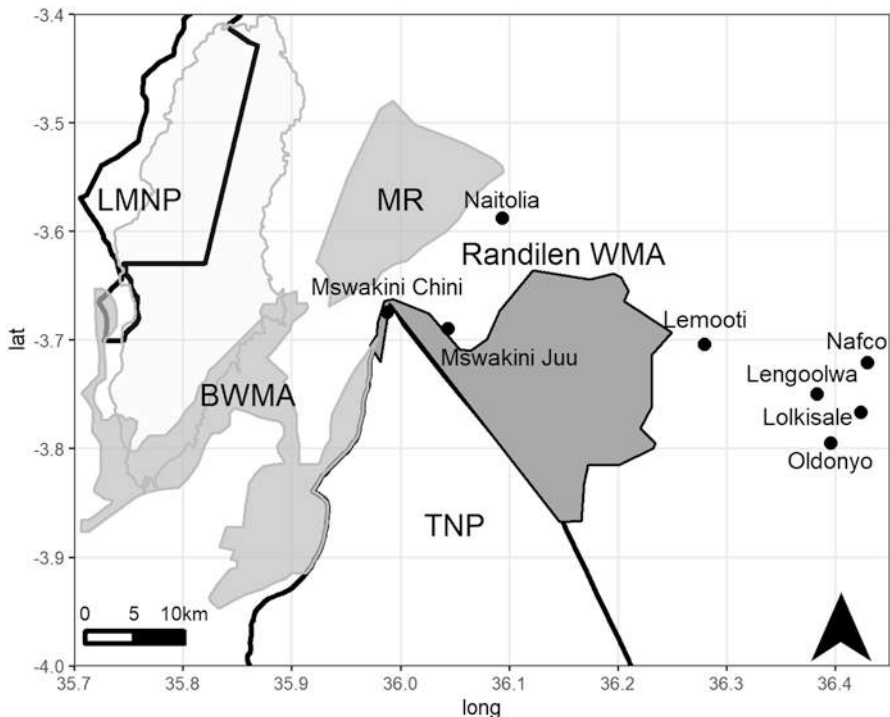 -3.4
-3.5
-3.6
-3.7
-3.8
-3.9
-4.0
lat
LMNP
MR
Naitolia
Randilen WMA
Mswakini Chini
Mswakini Juu
Lemooti
Nafco
Lengoolwa
Lolkisale
Oldonyo
BWMA
TNP
0 5 10km
35.7 35.8 35.9 36.0 36.1 36.2 36.3 36.4
long